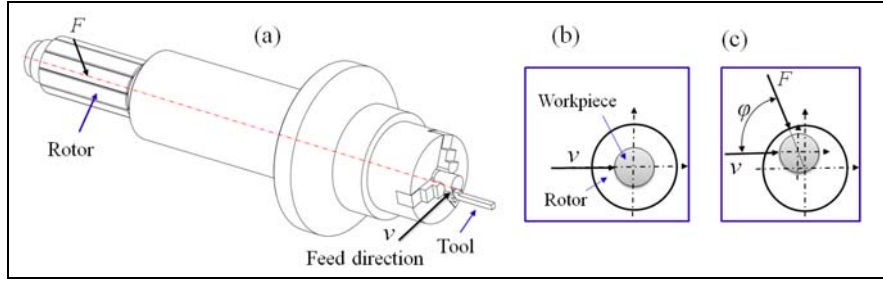 (a)
F
Rotor
v
Feed direction
Tool
(b)
Workpiece
v
Rotor
(c)
F
φ
v